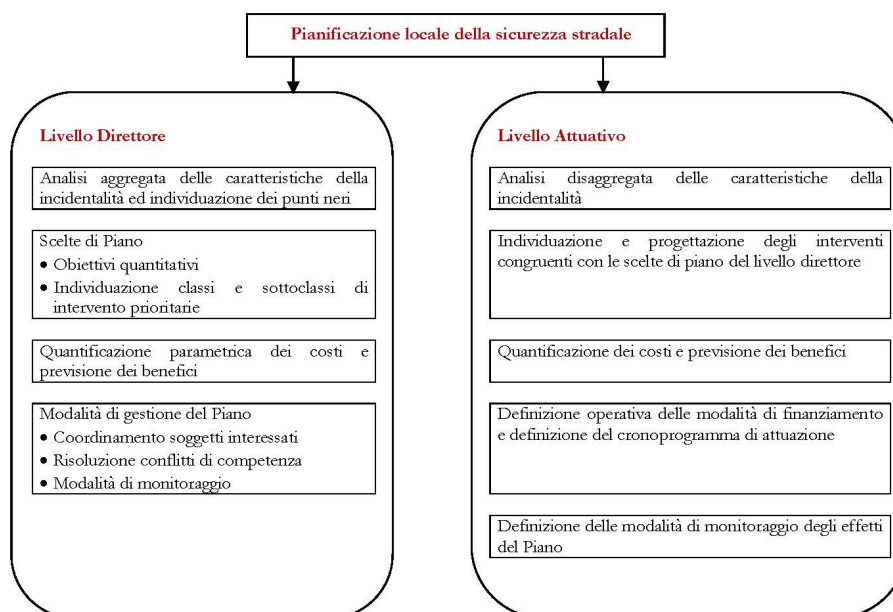 Pianificazione locale della sicurezza stradale
Livello Direttore
Analisi aggregata delle caratteristiche della
incidentalità ed individuazione dei punti neri
Scelte di Piano
• Obiettivi quantitativi
• Individuazione classi e sottoclassi di
intervento prioritarie
Quantificazione parametrica dei costi e
previsione dei benefici
Modalità di gestione del Piano
• Coordinamento soggetti interessati
• Risoluzione conflitti di competenza
• Modalità di monitoraggio
Livello Attuativo
Analisi disaggregata delle caratteristiche della
incidentalità
Individuazione e progettazione degli interventi
congruenti con le scelte di piano del livello direttore
Quantificazione dei costi e previsione dei benefici
Definizione operativa delle modalità di finanziamento
e definizione del cronoprogramma di attuazione
Definizione delle modalità di monitoraggio degli effetti
del Piano